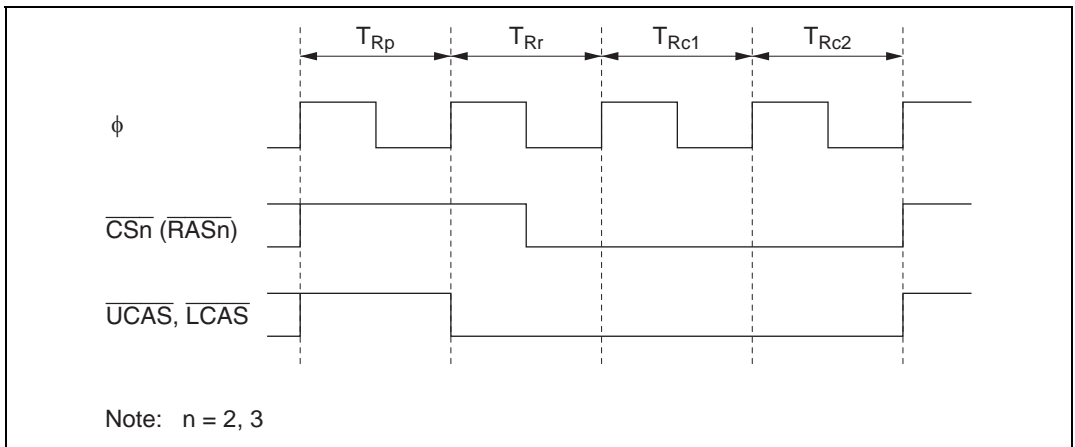 TRp TRr TRc1 TRc2
ϕ
CSn (RASn)
UCAS, LCAS
Note: n = 2, 3